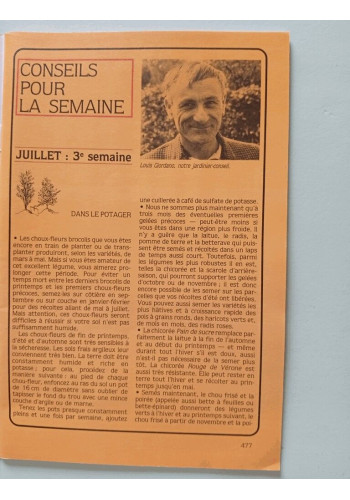 CONSEILS
POUR
LA SEMAINE
JUILLET : 3e semaine
Louis Giordano, notre jardinier-conseil.
DANS LE POTAGER
• Les choux-fleurs brocolis que vous êtes
encore en train de planter ou de trans-
planter produiront, selon les variétés, de
mars à mai. Mais si vous êtes amateur de
cet excellent légume, vous aimerez prolon-
ger cette période. Pour éviter un
temps mort entre les derniers brocolis de
printemps et les premiers choux-fleurs
précoces, semez-les sur côtière en sep-
tembre ou sur couche en janvier-février
pour des récoltes allant de mai à juillet.
Mais attention, ces choux-fleurs seront
difficiles à réussir si votre sol n'est pas
suffisamment humide.
Les choux-fleurs de fin de printemps,
d'été et d'automne sont très sensibles à
la sécheresse. Les sols frais argileux leur
conviennent très bien. La terre doit être
constamment humide et riche en
potasse ; pour cela, procédez de la
manière suivante : au pied de chaque
chou-fleur, enfoncez au ras du sol un pot
de 16 cm de diamètre sans oublier de
tapisser le fond du trou avec une mince
couche d'argile ou de marne.
Tenez les pots presque constamment
pleins et une fois par semaine, ajoutez
une cuillerée à café de sulfate de potasse.
• Nous ne sommes plus maintenant qu'à
trois mois des éventuelles premières
gelées précoces — peut-être moins si
vous êtes dans une région plus froide. Il
n'y a guère que la laitue, le radis, la
pomme de terre et la betterave qui puis-
sent être semés et récoltés dans un laps
de temps aussi court. Toutefois, parmi
les légumes les plus robustes il en est,
telles la chicorée et la scarole d'arrière-
saison, qui peuvent supporter les gelées
d'octobre ou de novembre ; il est donc
encore possible de les semer sur les par-
celles que vos récoltes d'été ont libérées.
Vous pouvez aussi semer les variétés les
plus hâtives et à croissance rapide des
pois à grains ronds, des haricots verts et,
de mois en mois, des radis roses.
• La chicorée Pain de sucre remplace par-
faitement la laitue à la fin de l'automne
et au début du printemps — et même
durant tout l'hiver s'il est doux, aussi
n'est-il pas nécessaire de la semer plus
tôt. La chicorée Rouge de Vérone est
aussi très résistante. Elle peut rester en
terre tout l'hiver et se récolter au prin-
temps jusqu'en mai.
• Semés maintenant, le chou frisé et la
poirée (appelée aussi bette à feuilles ou
bette-épinard) donneront des légumes
verts à l'hiver et au printemps suivant, le
chou frisé à partir de novembre et la poi-
477